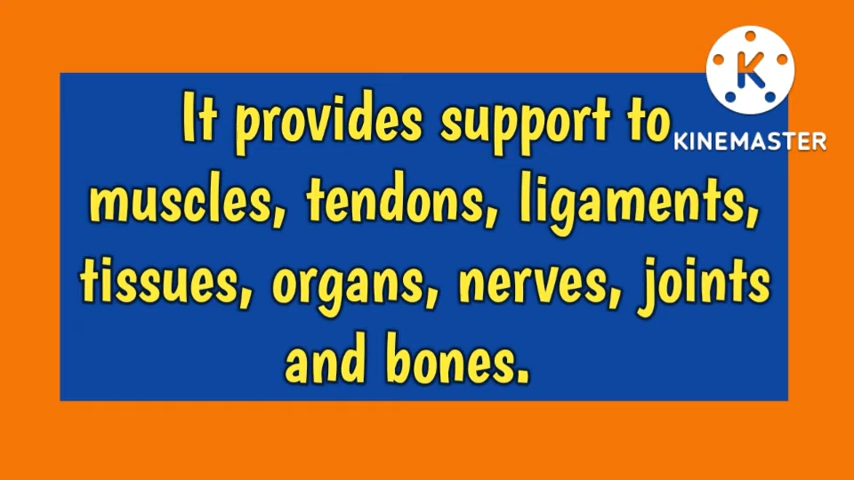 It provides support to
KINEMASTER
muscles, tendons, ligaments,
tissues, organs, nerves, joints
and bones.